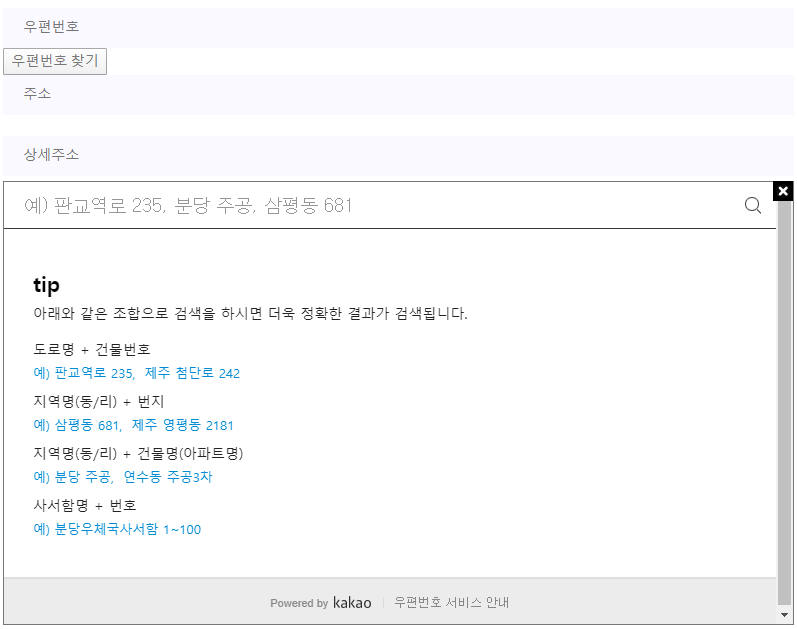 우편번호
우편번호 찾기
주소
상세주소
예) 판교역로 235, 분당 주공, 삼평동 681
tip
아래와 같은 조합으로 검색을 하시면 더욱 정확한 결과가 검색됩니다.
도로명 + 건물번호
예) 판교역로 235, 제주 첨단로 242
지역명(동/리) + 번지
예) 삼평동 681, 제주 영평동 2181
지역명(동/리) + 건물명(아파트명)
예) 분당 주공, 연수동 주공3차
사서함명 + 번호
예) 분당우체국사서함 1~100
Powered by kakao 우편번호 서비스 안내